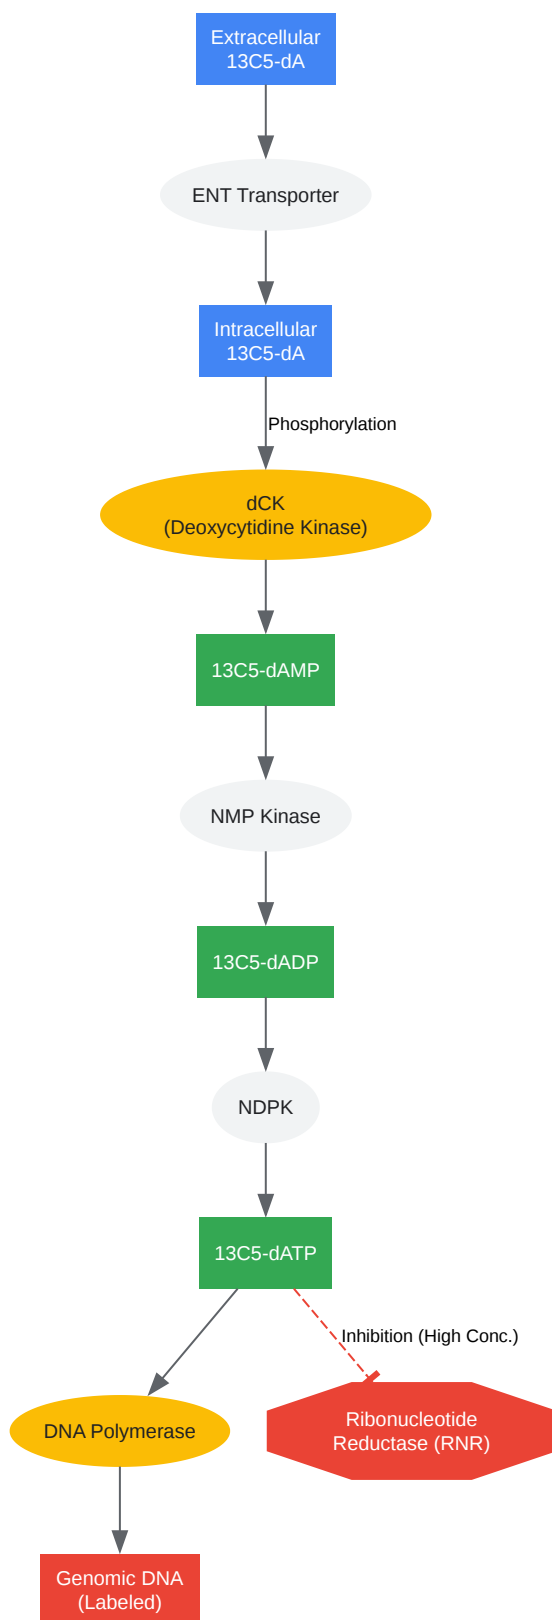 Extracellular
13C5-dA
ENT Transporter
Intracellular
13C5-dA
Phosphorylation
dCK
(Deoxycytidine Kinase)
13C5-dAMP
NMP Kinase
13C5-dADP
NDPK
13C5-dATP
Inhibition (High Conc.)
DNA Polymerase
Ribonucleotide
Reductase (RNR)
Genomic DNA
(Labeled)